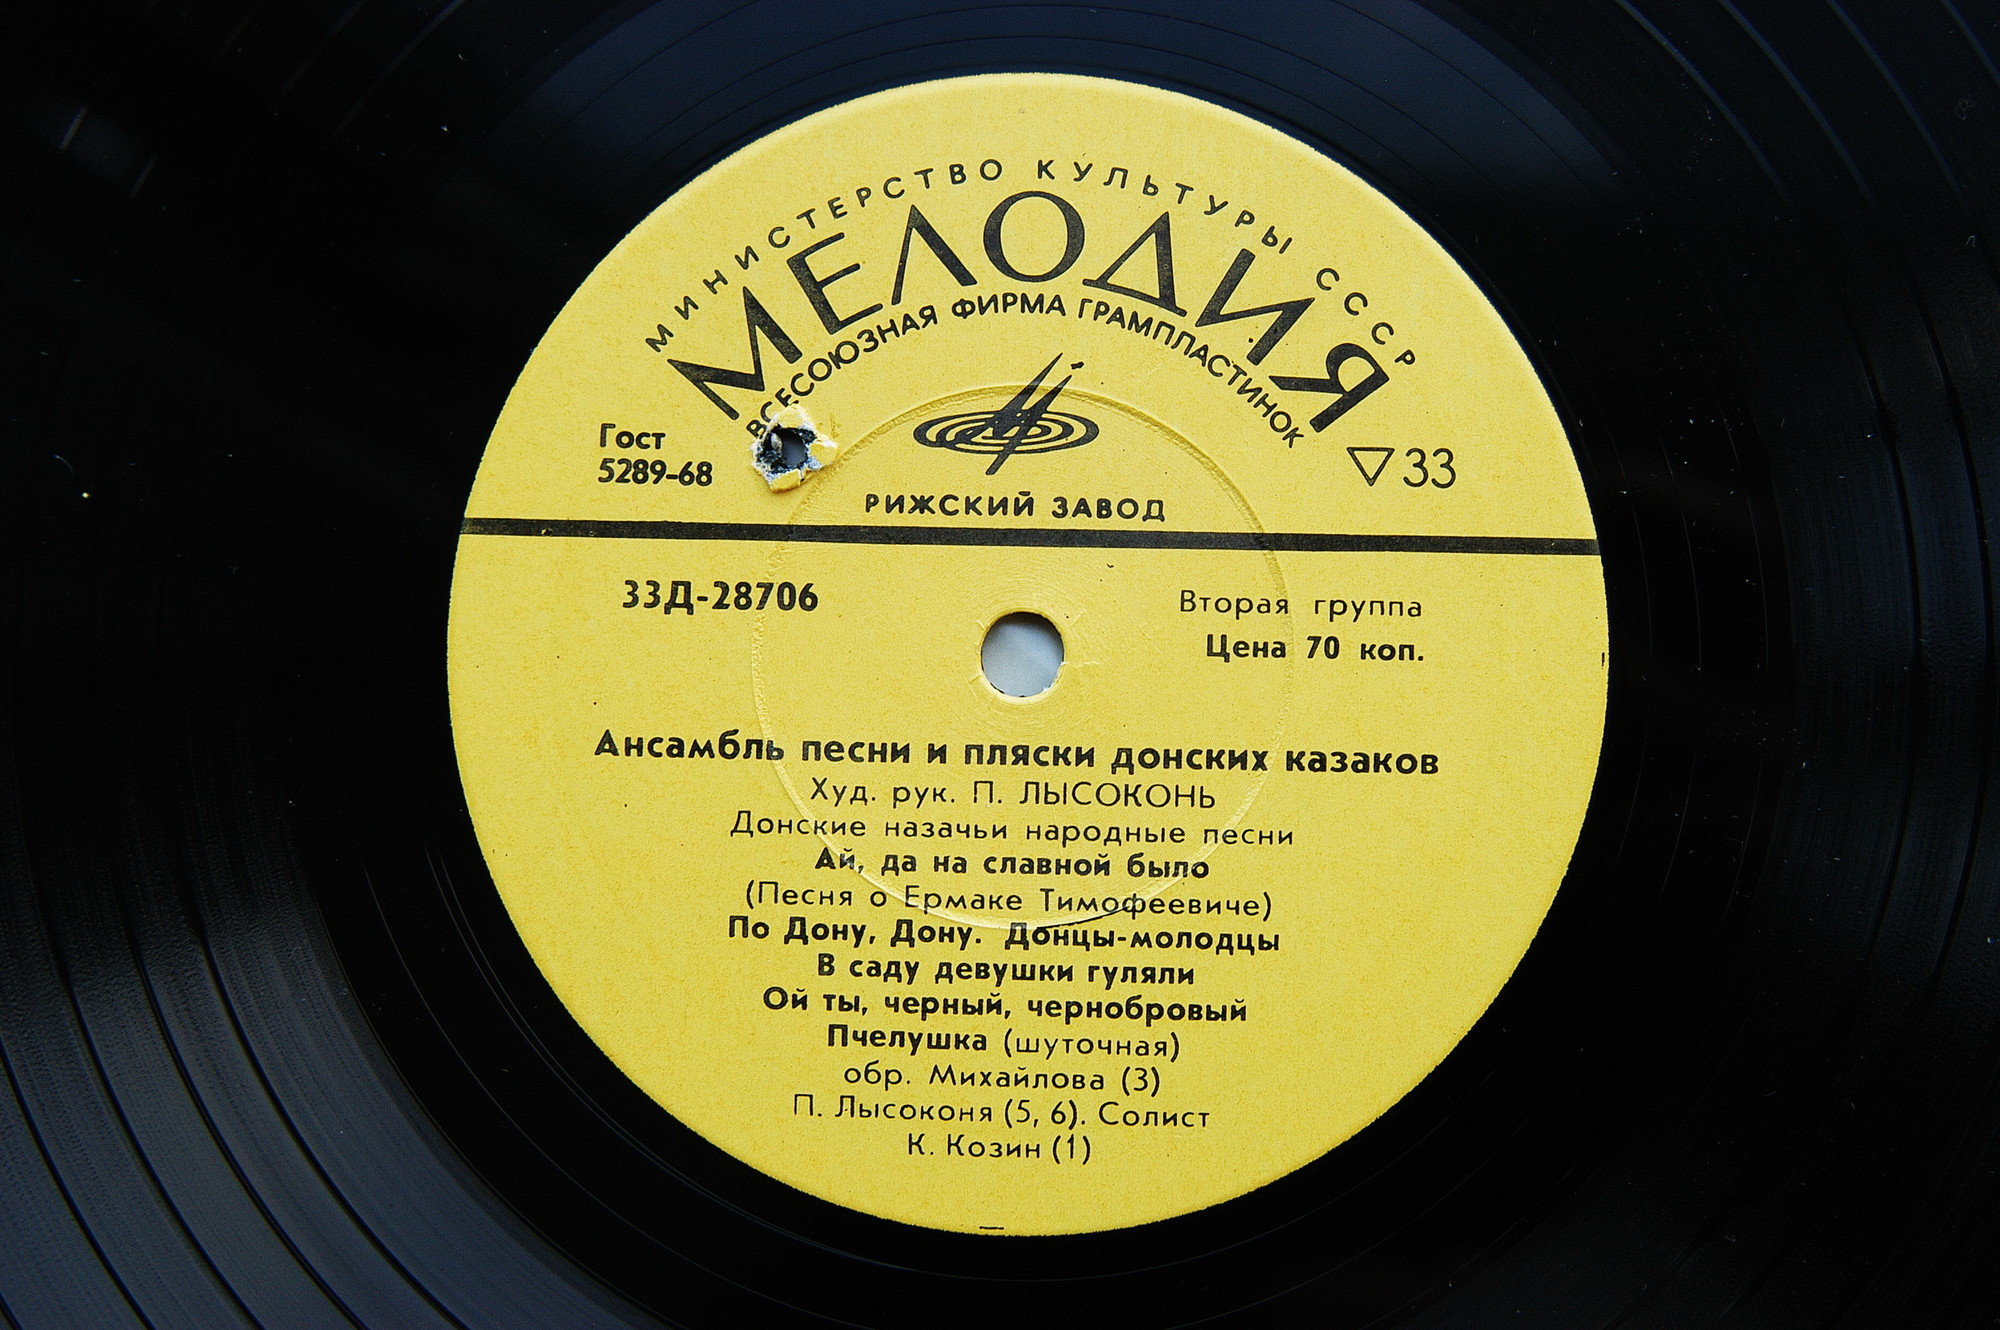 МИНИСТЕРСТВО КУЛЬТУРЫ СССР
МЕЛОДИЯ
ВСЕСОЮЗНАЯ ФИРМА ГРАМПЛАСТИНОК
Гост
5289-68
▽33
РИЖСКИЙ ЗАВОД
33Д-28706
Вторая группа
Цена 70 коп.
Ансамбль песни и пляски донских казаков
Худ. рук. П. ЛЫСОКОНЬ
Донские назачьи народные песни
Ай, да на славной было
(Песня о Ермаке Тимофеевиче)
По Дону, Дону. Донцы-молодцы
В саду девушки гуляли
Ой ты, черный, чернобровый
Пчелушка (шуточная)
обр. Михайлова (3)
П. Лысоконя (5, 6). Солист
К. Козин (1)